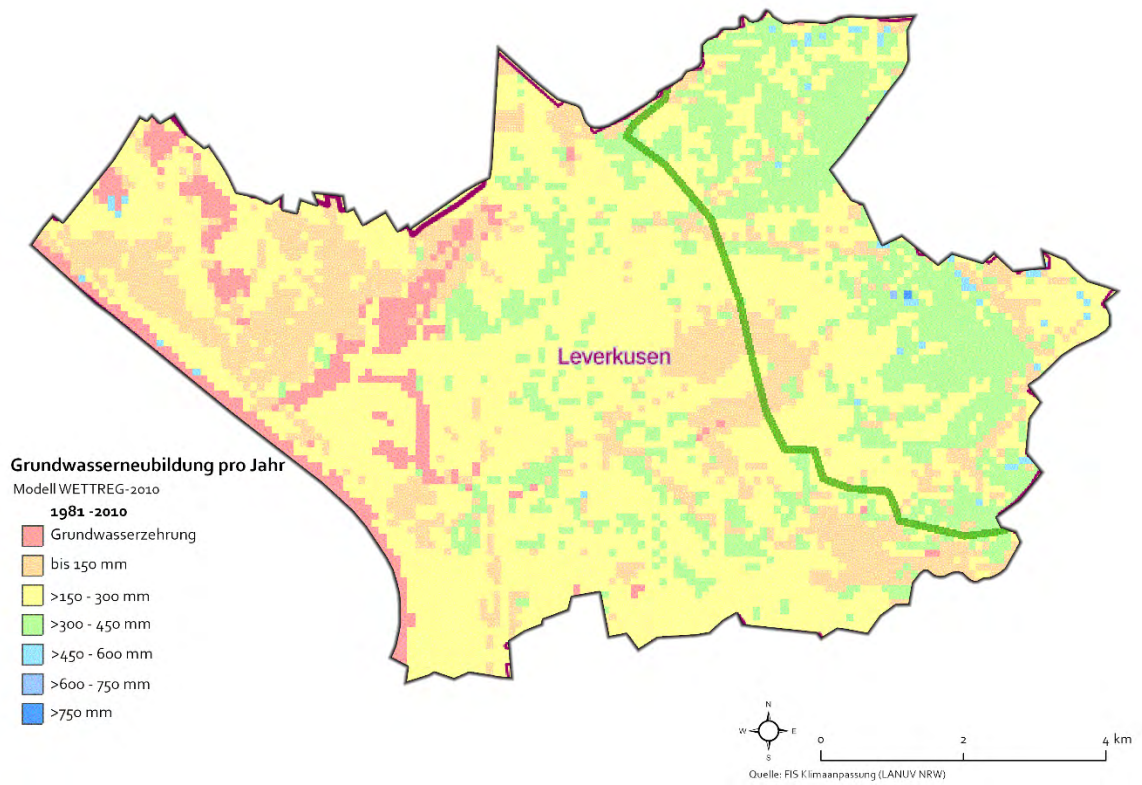 Leverkusen
Grundwasserneubildung pro Jahr
Modell WETTREG-2010
1981 -2010
Grundwasserzehrung
bis 150 mm
>150 - 300 mm
>300 - 450 mm
>450 - 600 mm
>600 - 750 mm
>750 mm
N
W E
S
0 2 4 km
Quelle: FIS Klimaanpassung (LANUV NRW)